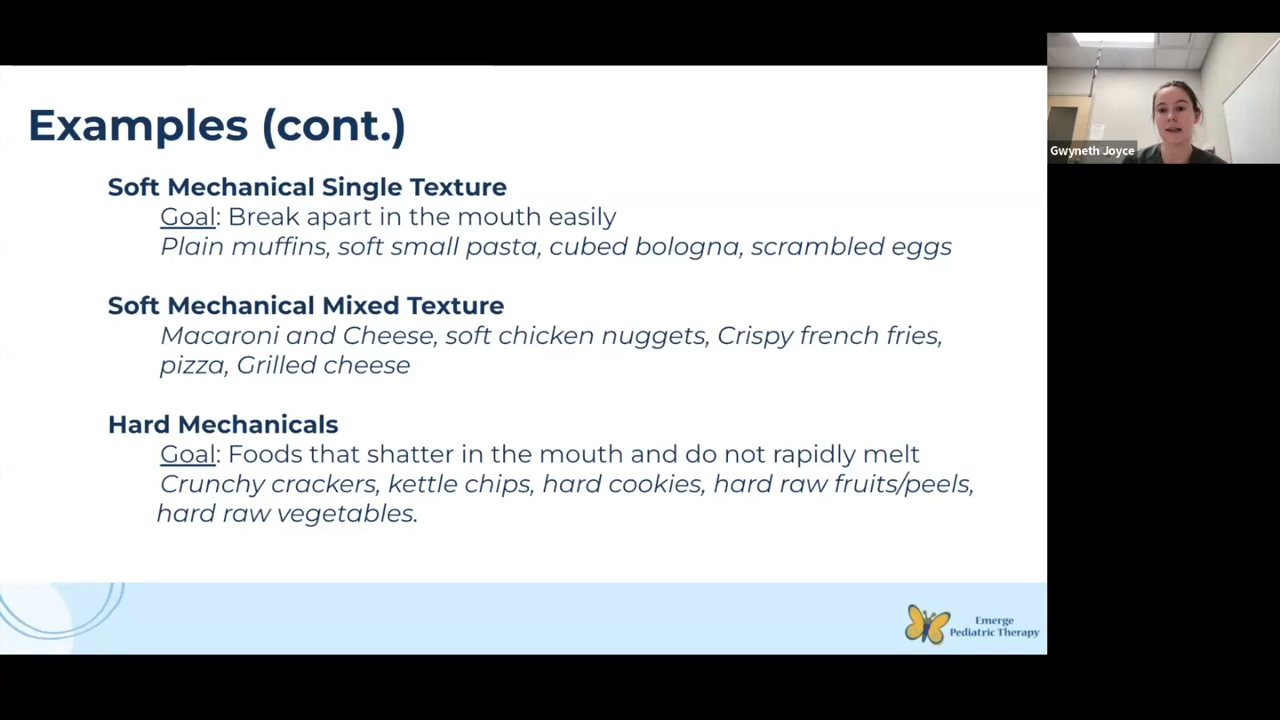 Examples (cont.)
Soft Mechanical Single Texture
Goal: Break apart in the mouth easily
Plain muffins, soft small pasta, cubed bologna, scrambled eggs
Soft Mechanical Mixed Texture
Macaroni and Cheese, soft chicken nuggets, Crispy french fries,
pizza, Grilled cheese
Hard Mechanicals
Goal: Foods that shatter in the mouth and do not rapidly melt
Crunchy crackers, kettle chips, hard cookies, hard raw fruits/peels,
hard raw vegetables.
Emerge
Pediatric Therapy
Gwyneth Joyce